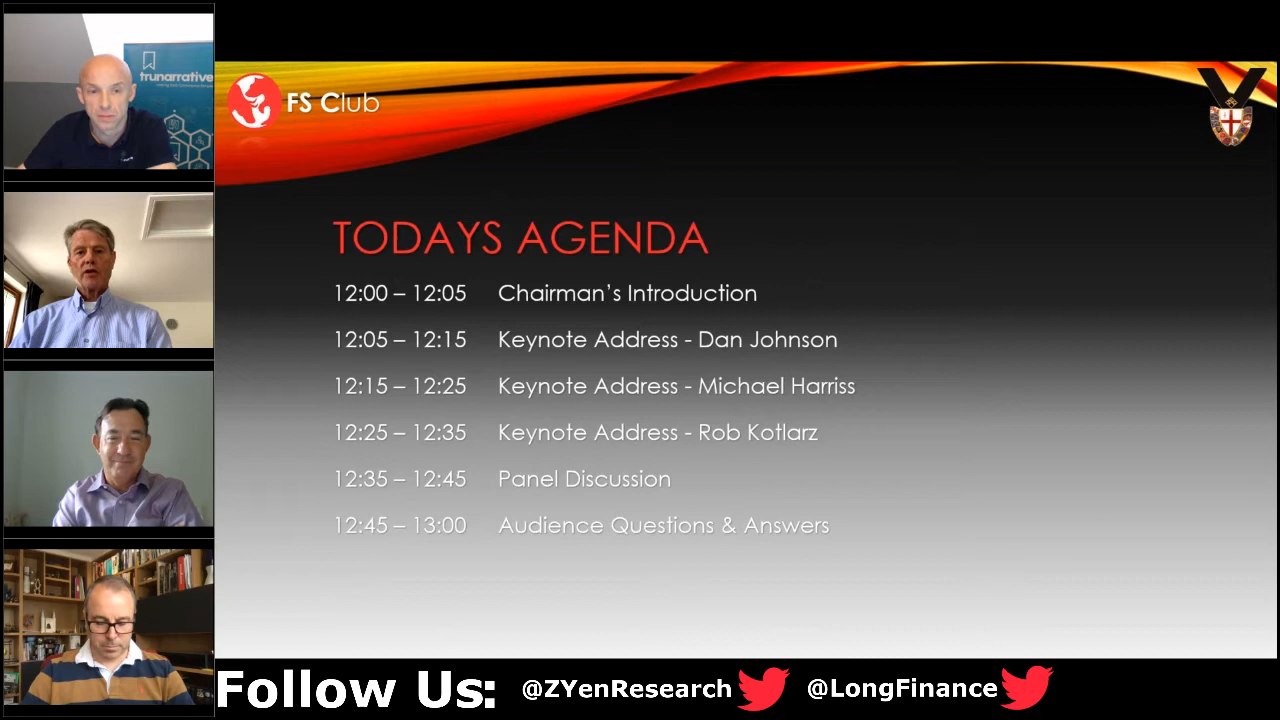 trunarrative
FS Club
TODAYS AGENDA
12:00 – 12:05 Chairman’s Introduction
12:05 – 12:15 Keynote Address - Dan Johnson
12:15 – 12:25 Keynote Address - Michael Harriss
12:25 – 12:35 Keynote Address - Rob Kotlarz
12:35 – 12:45 Panel Discussion
12:45 – 13:00 Audience Questions & Answers
Follow Us: @ZYenResearch @LongFinance